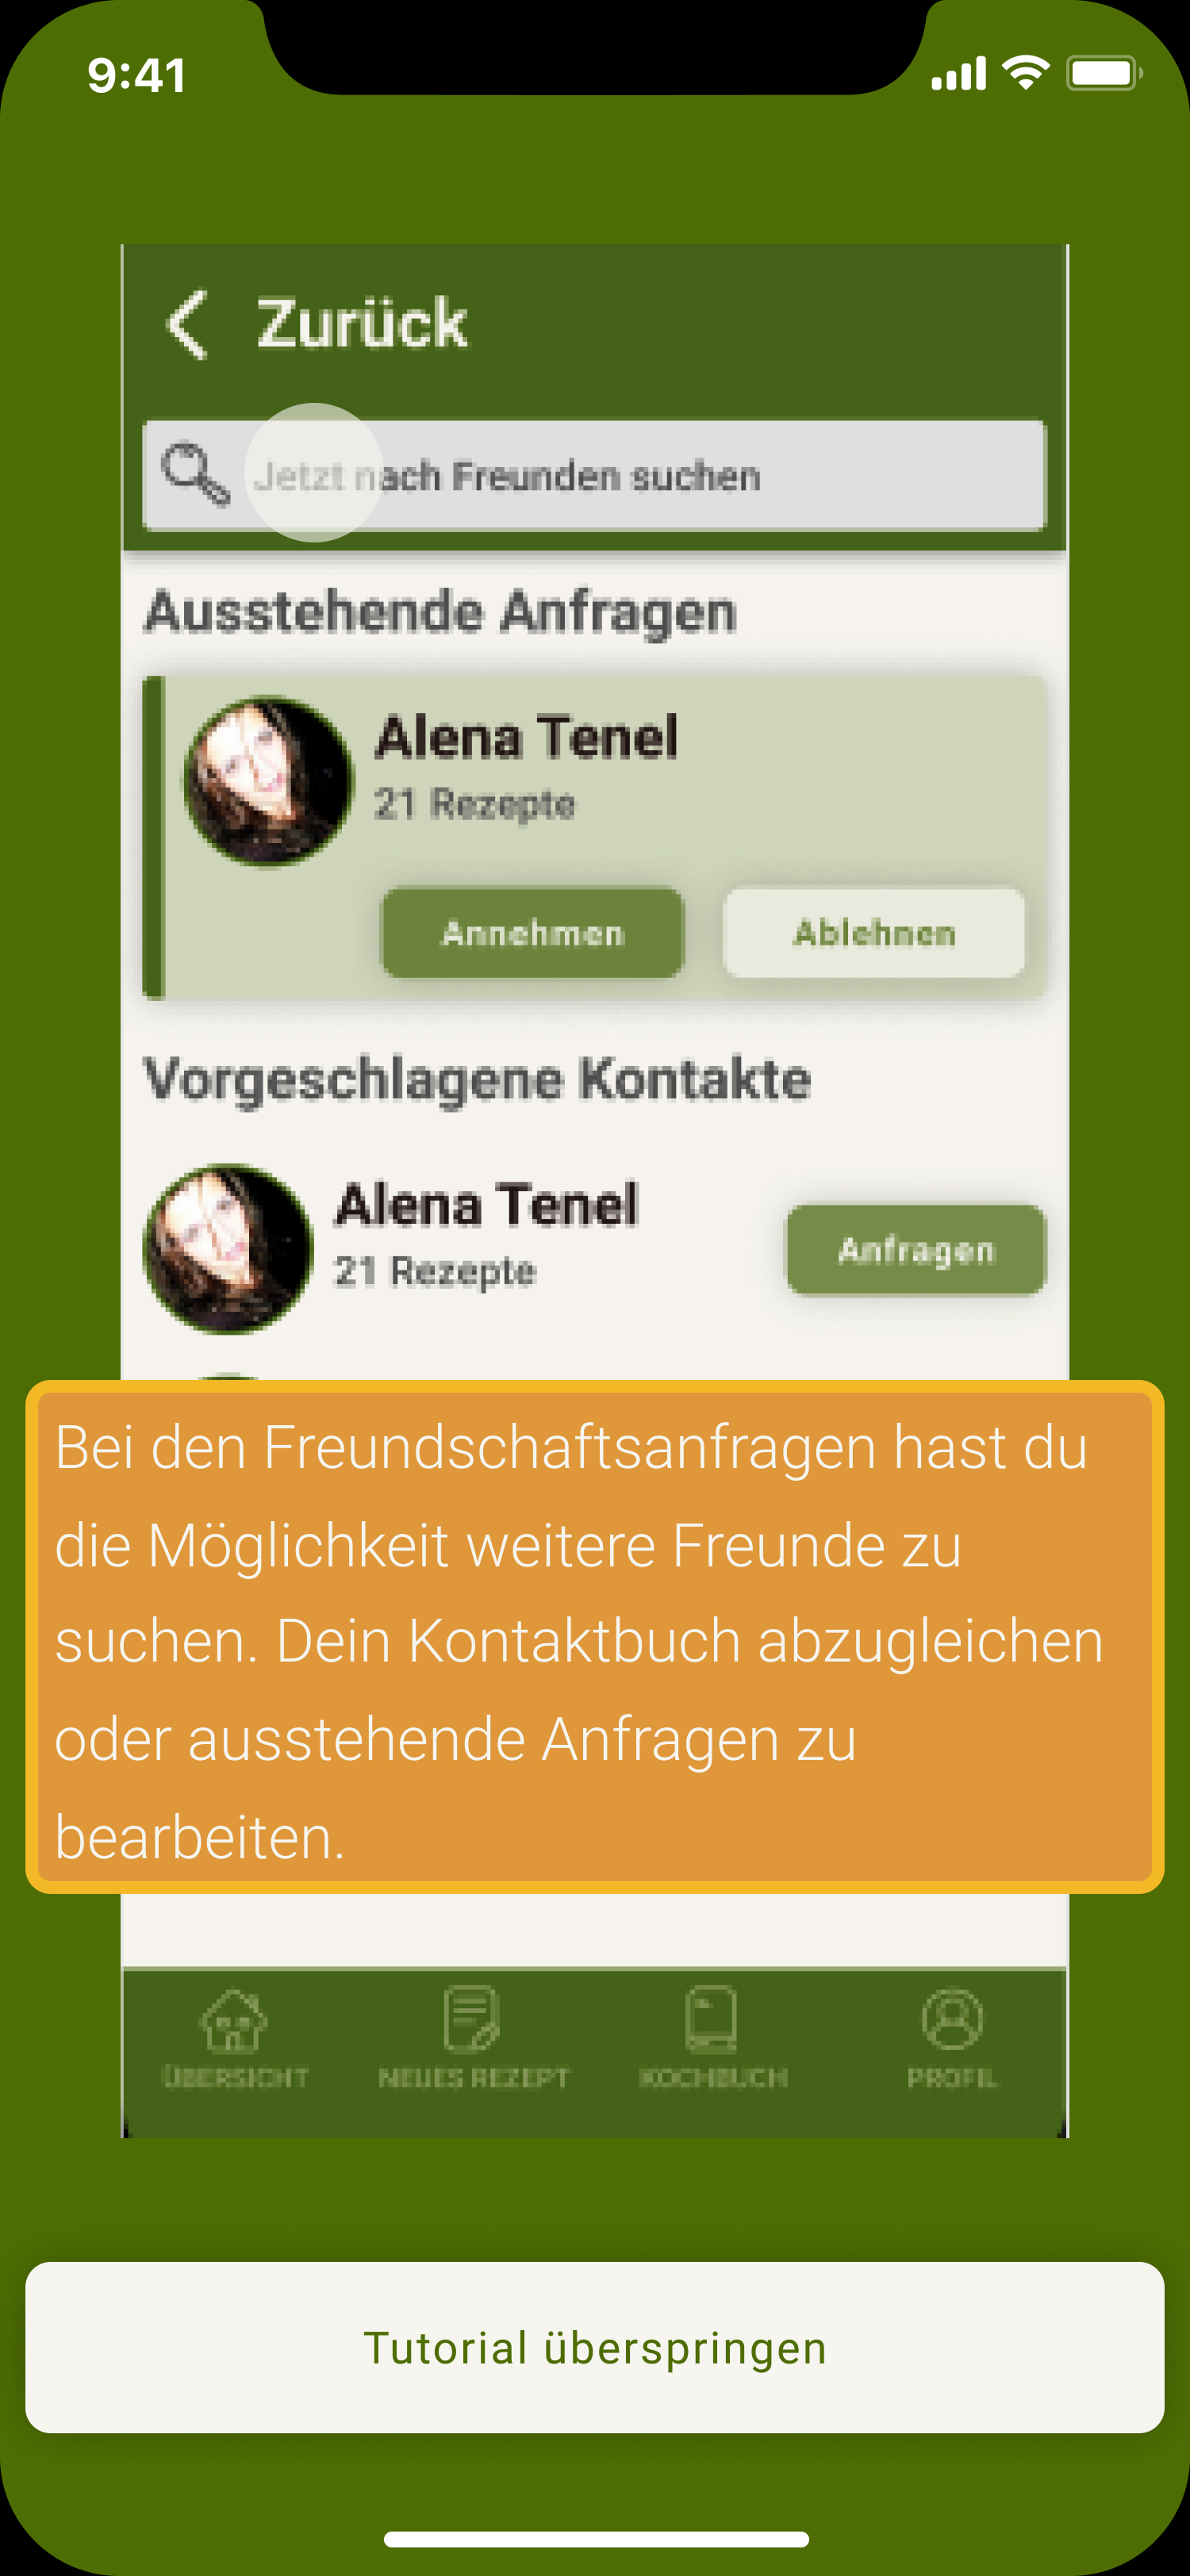 9:41
Zurück
Jetzt nach Freunden suchen
Ausstehende Anfragen
Alena Tenel
21 Rezepte
Annehmen Ablehnen
Vorgeschlagene Kontakte
Alena Tenel
21 Rezepte
Anfragen
Bei den Freundschaftsanfragen hast du
die Möglichkeit weitere Freunde zu
suchen. Dein Kontaktbuch abzugleichen
oder ausstehende Anfragen zu
bearbeiten.
ÜBERSICHT NEUES REZEPT KOCHBUCH PROFIL
Tutorial überspringen